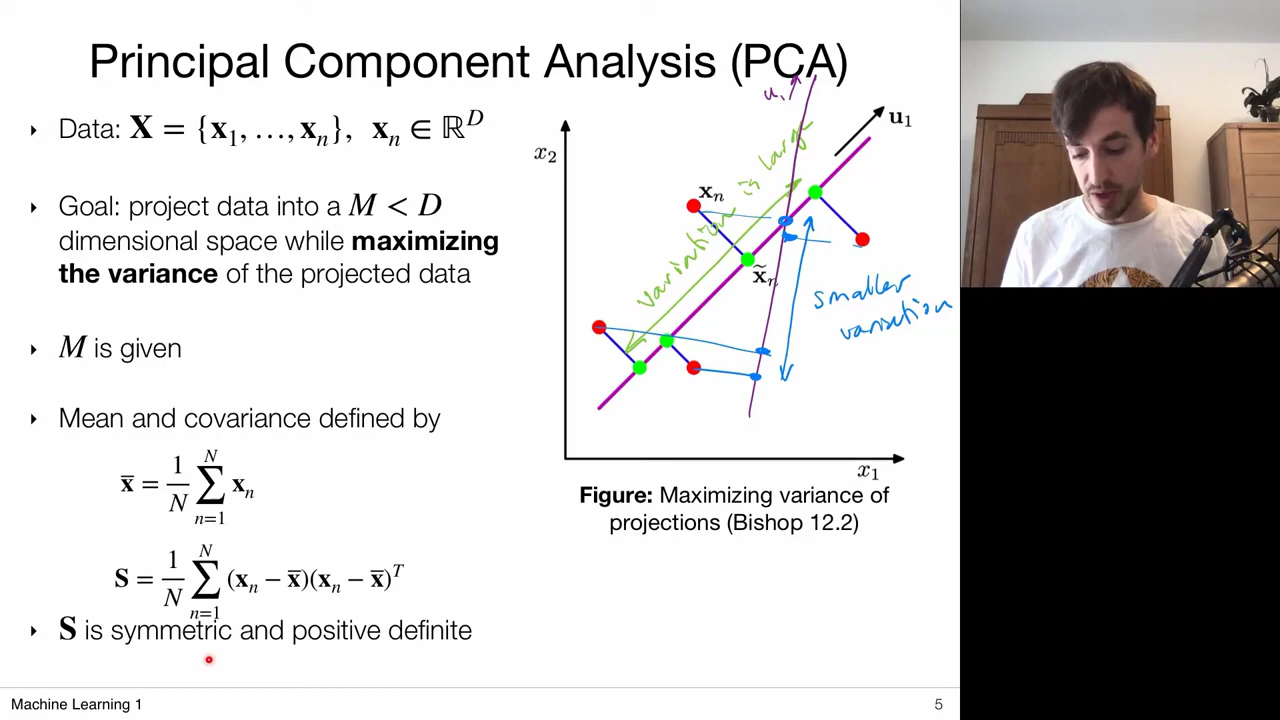 Principal Component Analysis (PCA)
‣ Data: X = {x₁, …, xₙ}, xₙ ∈ ℝᴰ
‣ Goal: project data into a M < D
dimensional space while maximizing
the variance of the projected data
‣ M is given
‣ Mean and covariance defined by
x̅ = 1/N ∑ₙ₌₁ᴺ xₙ
S = 1/N ∑ₙ₌₁ᴺ (xₙ − x̅)(xₙ − x̅)ᵀ
‣ S is symmetric and positive definite
u₁
u₁
x₂
xₙ
x̃ₙ
variation is large
smaller
variation
x₁
Figure: Maximizing variance of
projections (Bishop 12.2)
Machine Learning 1
5